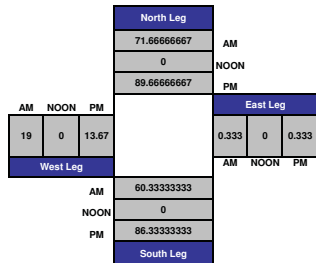 North Leg
71.66666667 AM
0 NOON
89.66666667 PM
AM NOON PM
East Leg
19 0 13.67
0.333 0 0.333
West Leg
AM NOON PM
AM 60.33333333
NOON 0
PM 86.33333333
South Leg